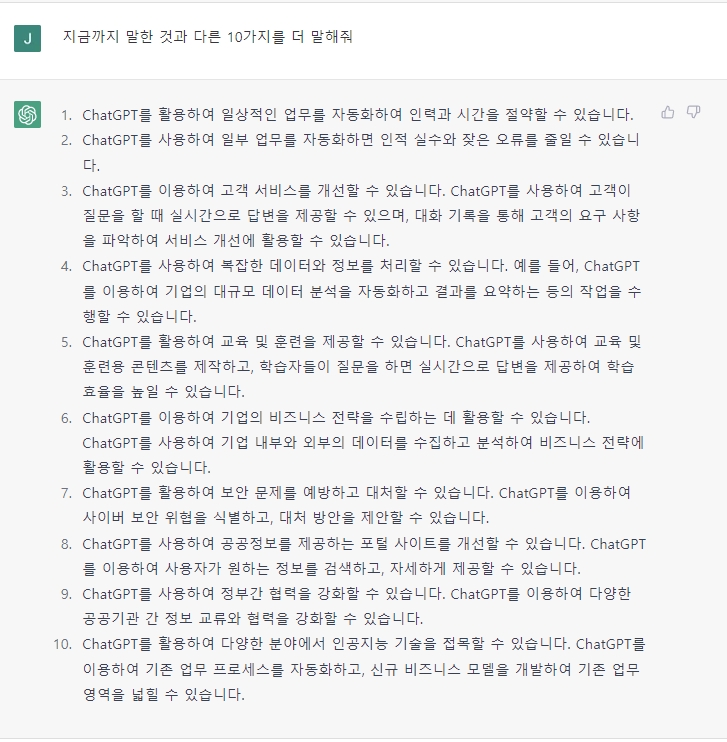 J
지금까지 말한 것과 다른 10가지를 더 말해줘
1. ChatGPT를 활용하여 일상적인 업무를 자동화하여 인력과 시간을 절약할 수 있습니다.
2. ChatGPT를 사용하여 일부 업무를 자동화하면 인적 실수와 잦은 오류를 줄일 수 있습니
다.
3. ChatGPT를 이용하여 고객 서비스를 개선할 수 있습니다. ChatGPT를 사용하여 고객이
질문을 할 때 실시간으로 답변을 제공할 수 있으며, 대화 기록을 통해 고객의 요구 사항
을 파악하여 서비스 개선에 활용할 수 있습니다.
4. ChatGPT를 사용하여 복잡한 데이터와 정보를 처리할 수 있습니다. 예를 들어, ChatGPT
를 이용하여 기업의 대규모 데이터 분석을 자동화하고 결과를 요약하는 등의 작업을 수
행할 수 있습니다.
5. ChatGPT를 활용하여 교육 및 훈련을 제공할 수 있습니다. ChatGPT를 사용하여 교육 및
훈련용 콘텐츠를 제작하고, 학습자들이 질문을 하면 실시간으로 답변을 제공하여 학습
효율을 높일 수 있습니다.
6. ChatGPT를 이용하여 기업의 비즈니스 전략을 수립하는 데 활용할 수 있습니다.
ChatGPT를 사용하여 기업 내부와 외부의 데이터를 수집하고 분석하여 비즈니스 전략에
활용할 수 있습니다.
7. ChatGPT를 활용하여 보안 문제를 예방하고 대처할 수 있습니다. ChatGPT를 이용하여
사이버 보안 위협을 식별하고, 대처 방안을 제안할 수 있습니다.
8. ChatGPT를 사용하여 공공정보를 제공하는 포털 사이트를 개선할 수 있습니다. ChatGPT
를 이용하여 사용자가 원하는 정보를 검색하고, 자세하게 제공할 수 있습니다.
9. ChatGPT를 사용하여 정부간 협력을 강화할 수 있습니다. ChatGPT를 이용하여 다양한
공공기관 간 정보 교류와 협력을 강화할 수 있습니다.
10. ChatGPT를 활용하여 다양한 분야에서 인공지능 기술을 접목할 수 있습니다. ChatGPT를
이용하여 기존 업무 프로세스를 자동화하고, 신규 비즈니스 모델을 개발하여 기존 업무
영역을 넓힐 수 있습니다.